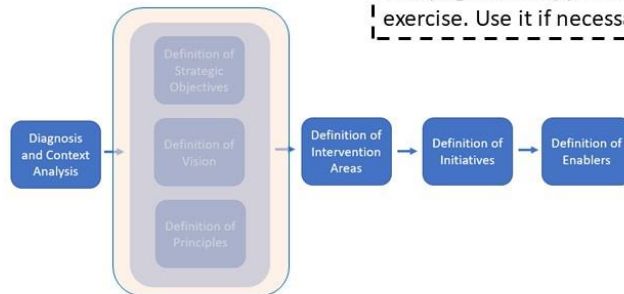 exercise. Use it if necessa
Definition of
Strategic
Objectives
Diagnosis
and Context
Analysis
Definition of
Vision
Definition of
Principles
Definition of
Intervention
Areas
Definition of
Initiatives
Definition of
Enablers